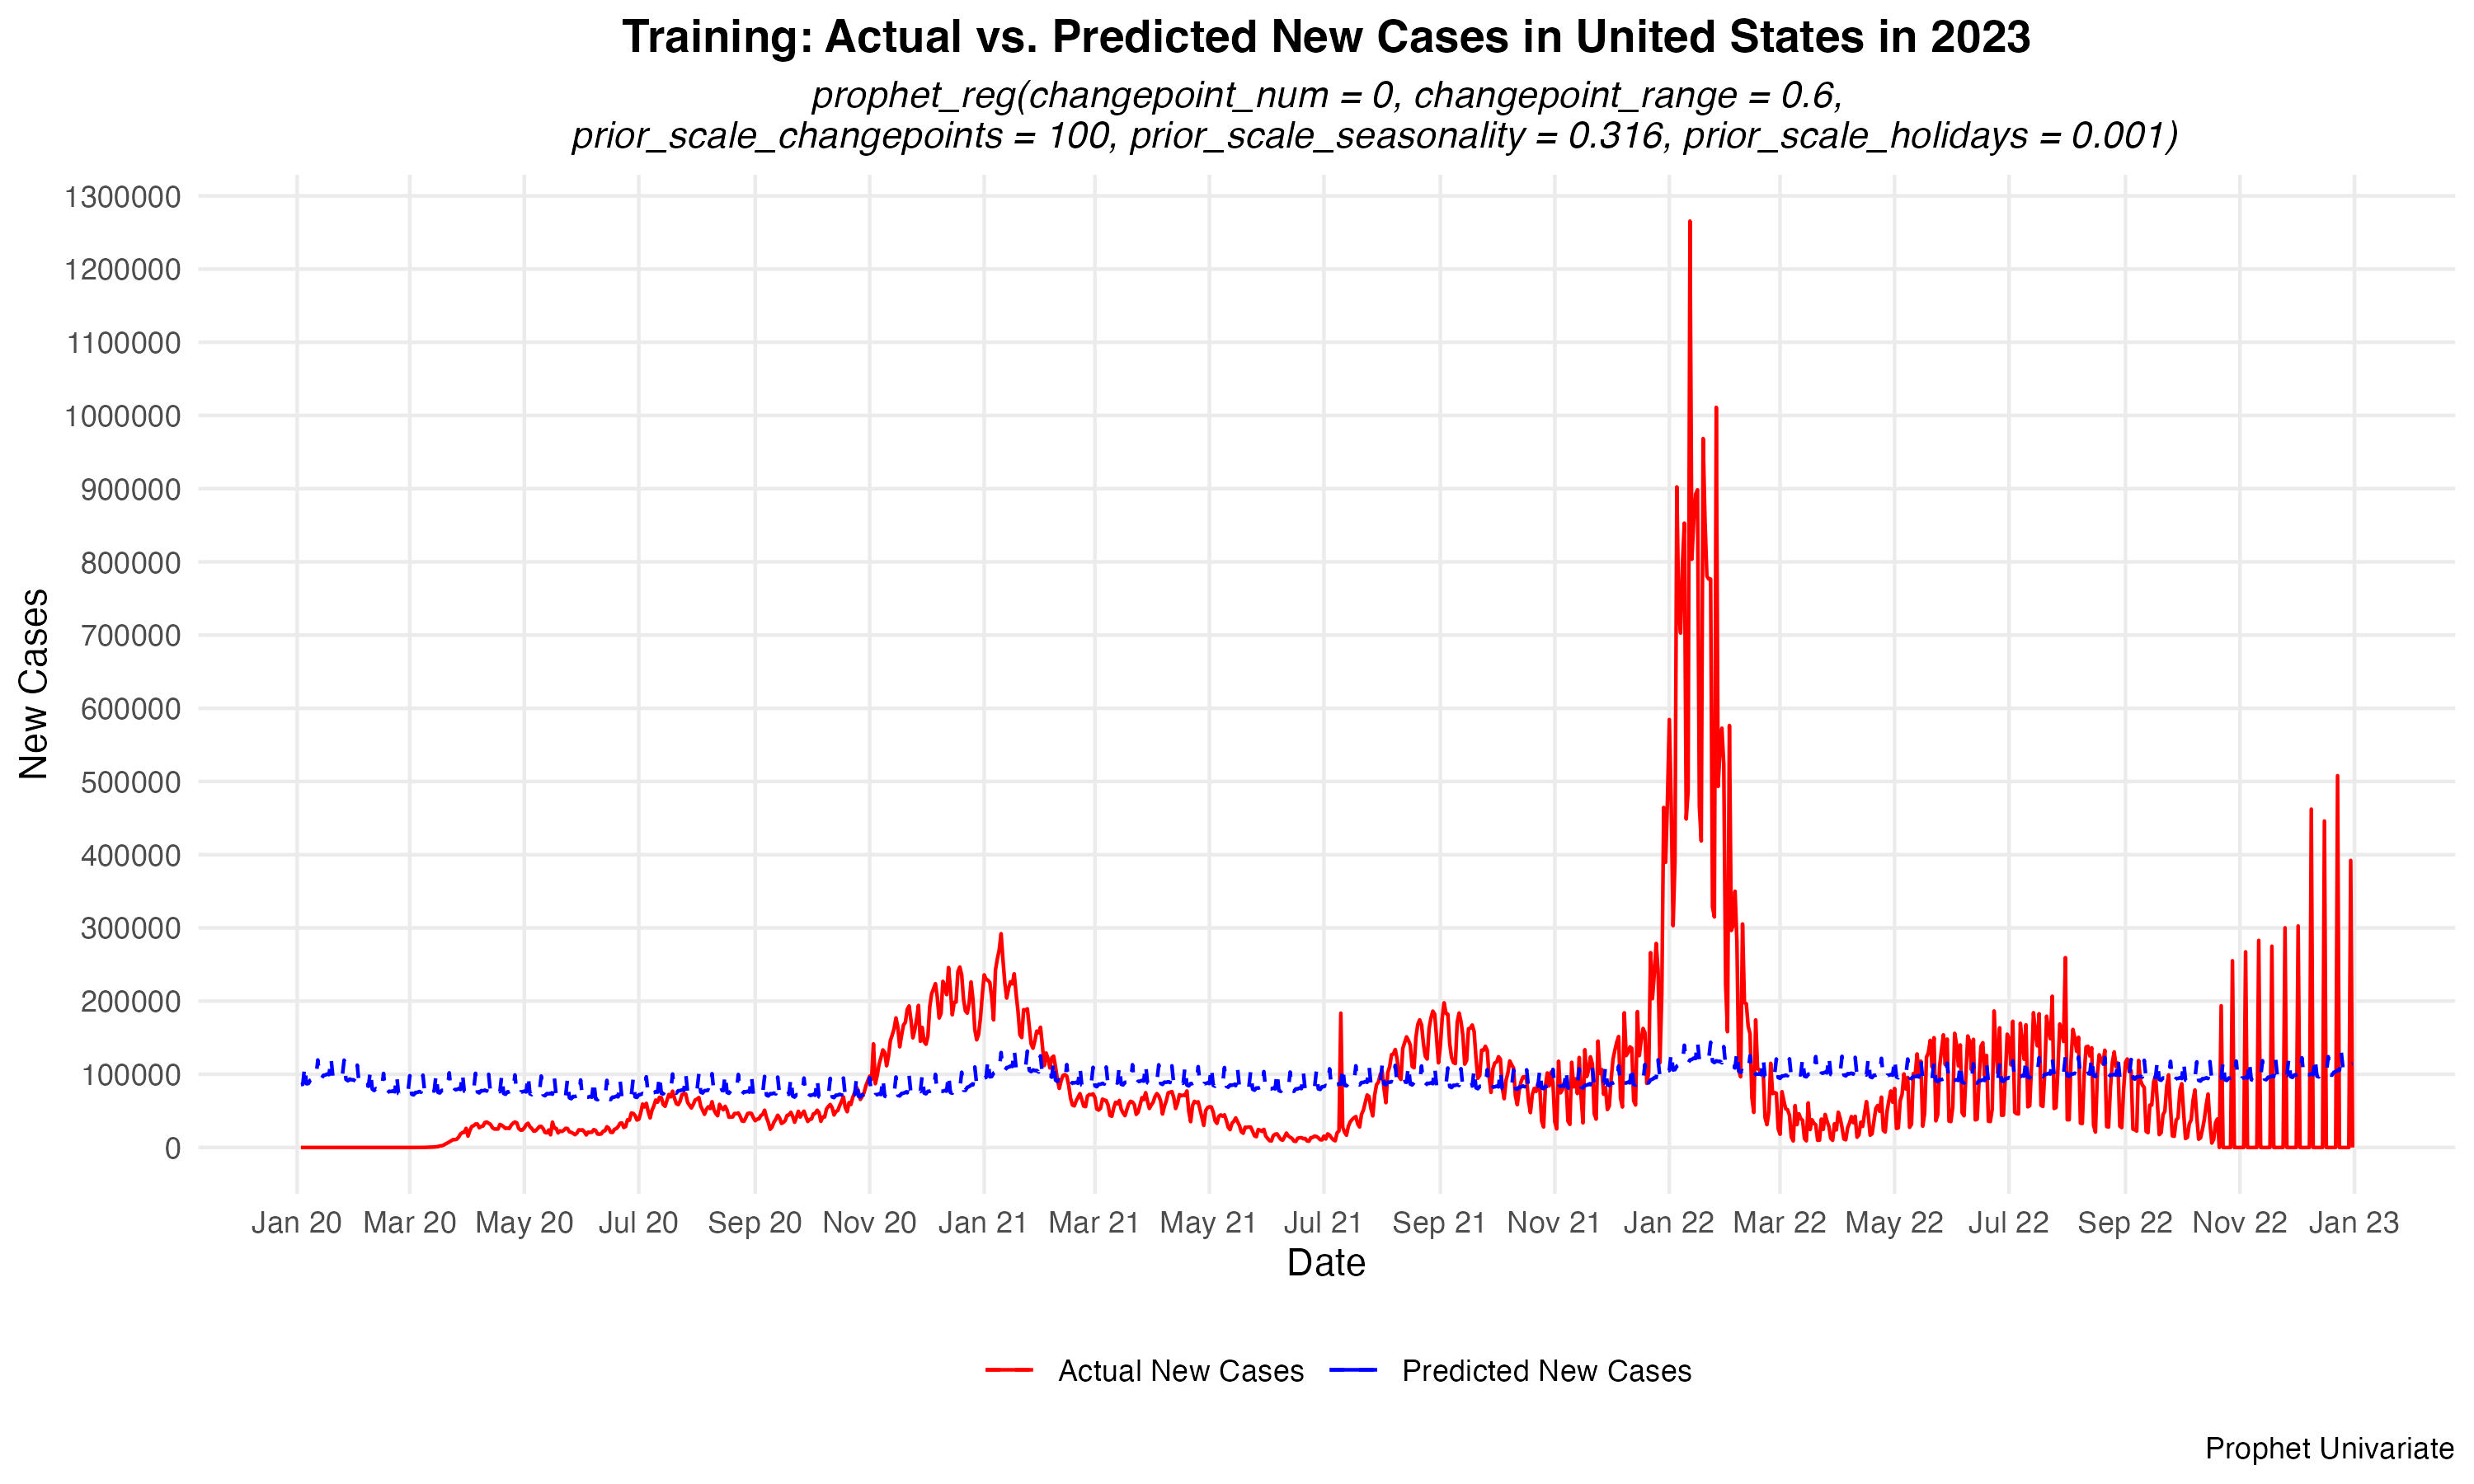 Training: Actual vs. Predicted New Cases in United States in 2023
prophet_reg(changepoint_num = 0, changepoint_range = 0.6,
prior_scale_changepoints = 100, prior_scale_seasonality = 0.316, prior_scale_holidays = 0.001)
1300000
1200000
1100000
1000000
900000
800000
700000
600000
500000
400000
300000
200000
100000
0
New Cases
Jan 20 Mar 20 May 20 Jul 20 Sep 20 Nov 20 Jan 21 Mar 21 May 21 Jul 21 Sep 21 Nov 21 Jan 22 Mar 22 May 22 Jul 22 Sep 22 Nov 22 Jan 23
Date
Actual New Cases Predicted New Cases
Prophet Univariate